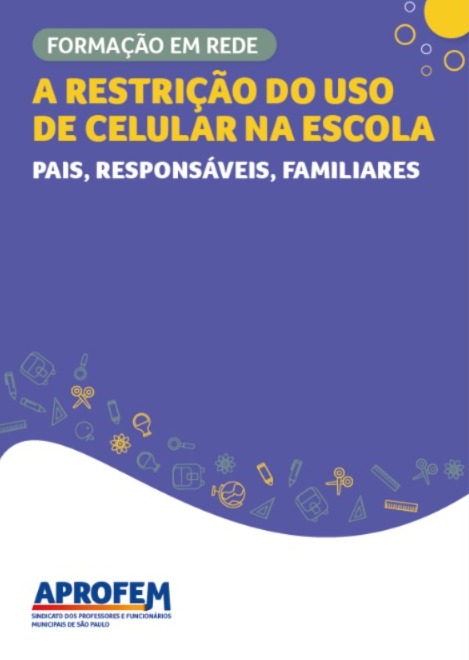 FORMAÇÃO EM REDE
A RESTRIÇÃO DO USO
DE CELULAR NA ESCOLA
PAIS, RESPONSÁVEIS, FAMILIARES
APROFEM
SINDICATO DOS PROFESSORES E FUNCIONÁRIOS
MUNICIPAIS DE SÃO PAULO